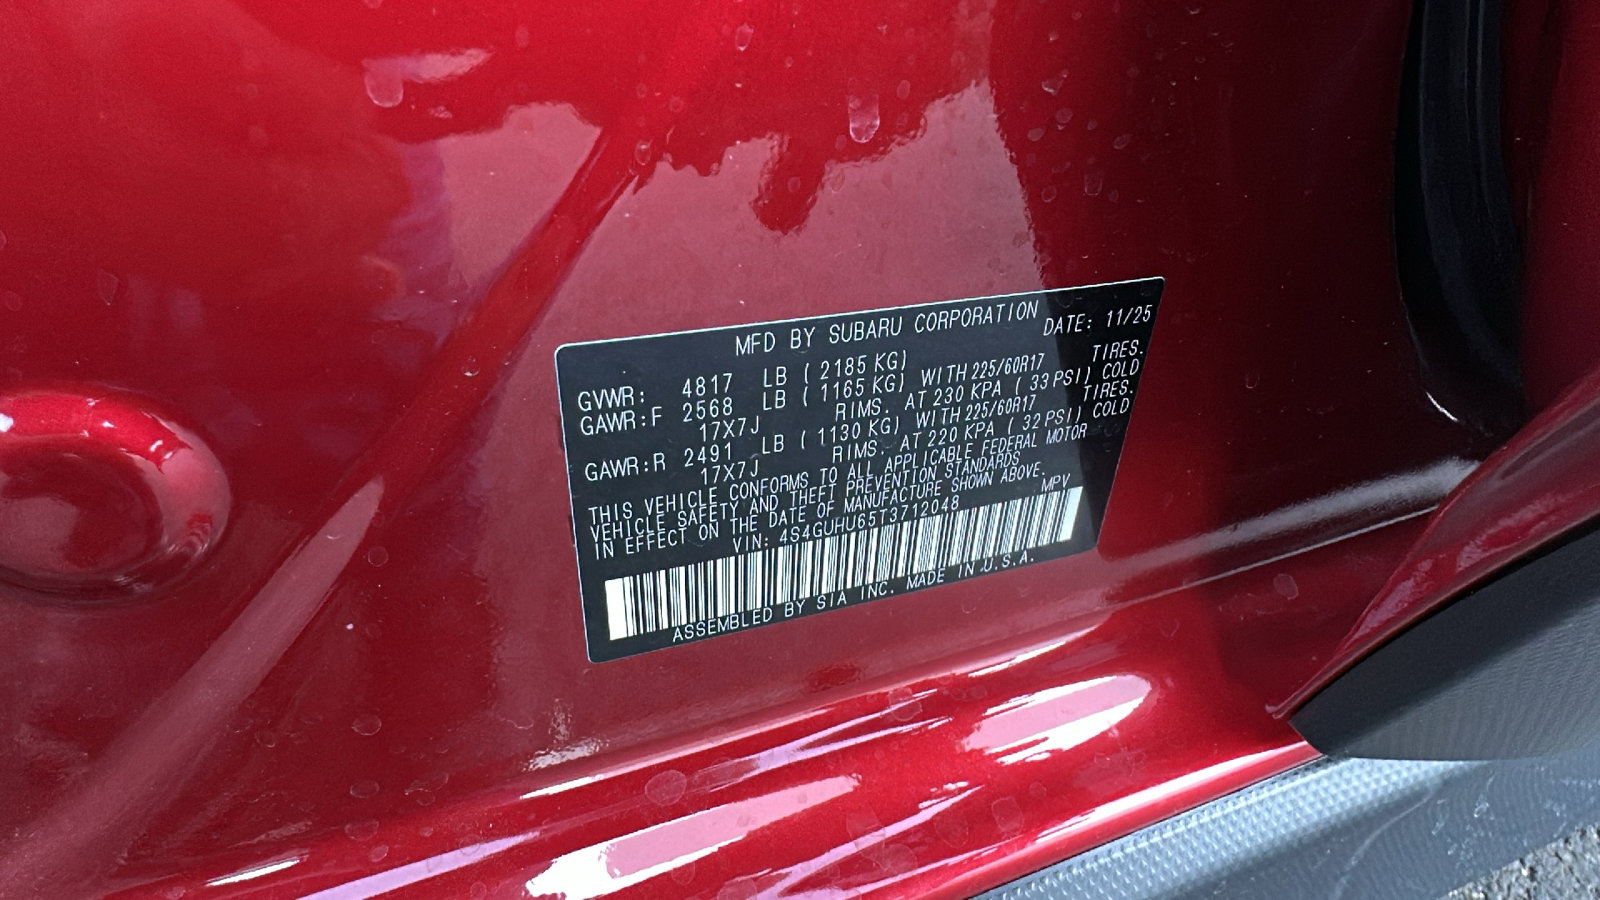 MFD BY SUBARU CORPORATION DATE: 11/25
GVWR: 4817 LB ( 2185 KG)
GAWR:F 2568 LB ( 1165 KG) WITH 225/60R17 TIRES.
17X7J RIMS. AT 230 KPA ( 33 PSI) COLD
GAWR:R 2491 LB ( 1130 KG) WITH 225/60R17 TIRES.
17X7J RIMS. AT 220 KPA ( 32 PSI) COLD
THIS VEHICLE CONFORMS TO ALL APPLICABLE FEDERAL MOTOR
VEHICLE SAFETY AND THEFT PREVENTION STANDARDS
IN EFFECT ON THE DATE OF MANUFACTURE SHOWN ABOVE.
VIN: 4S4GUHU65T3712048 MPV
ASSEMBLED BY SIA INC. MADE IN U.S.A.